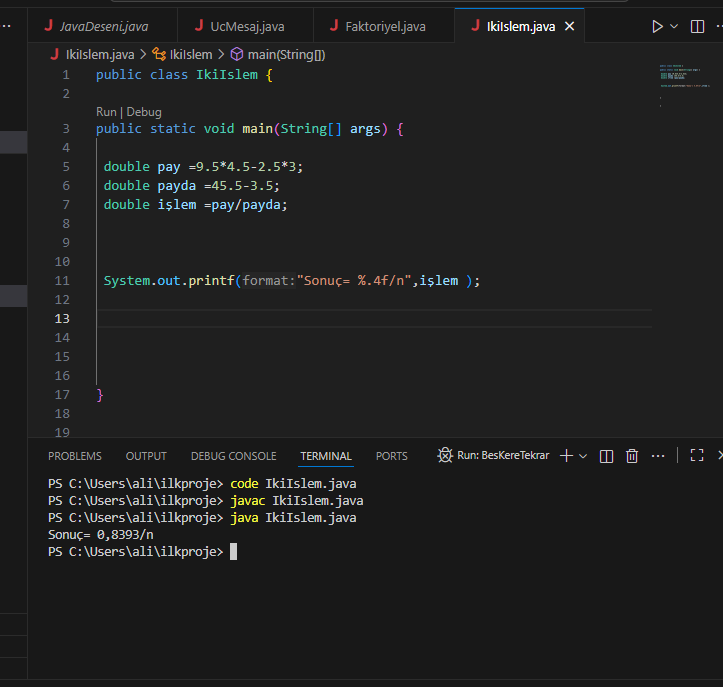 JavaDeseni.java UcMesaj.java Faktoriyel.java IkiIslem.java
IkiIslem.java > IkiIslem > main(String[])
1 public class IkiIslem {
2
Run | Debug
3 public static void main(String[] args) {
4
5 double pay =9.5*4.5-2.5*3;
6 double payda =45.5-3.5;
7 double işlem =pay/payda;
8
9
10
11 System.out.printf(format:"Sonuç= %.4f/n",işlem );
12
13
14
15
16
17 }
18
19
PROBLEMS OUTPUT DEBUG CONSOLE TERMINAL PORTS Run: BesKereTekrar
PS C:\Users\ali\ilkproje> code IkiIslem.java
PS C:\Users\ali\ilkproje> javac IkiIslem.java
PS C:\Users\ali\ilkproje> java IkiIslem.java
Sonuç= 0,8393/n
PS C:\Users\ali\ilkproje>